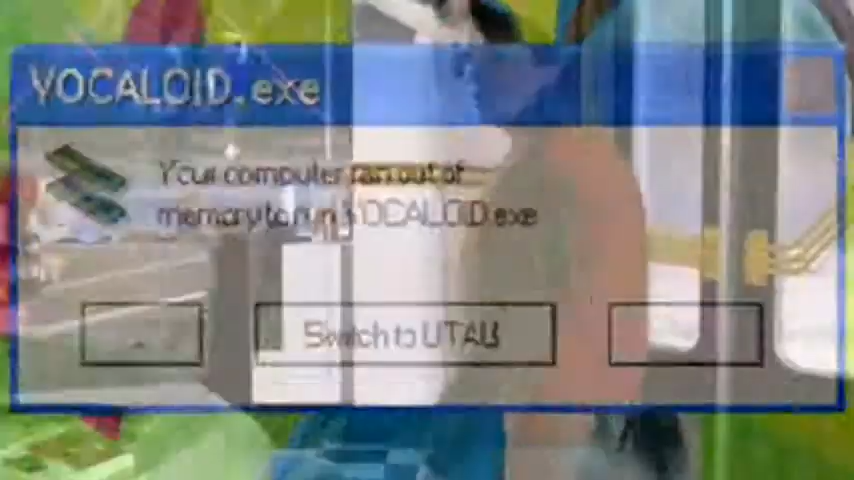 VOCALOID.exe
Your computer ran out of
memory to run VOCALOID.exe
Switch to UTAU